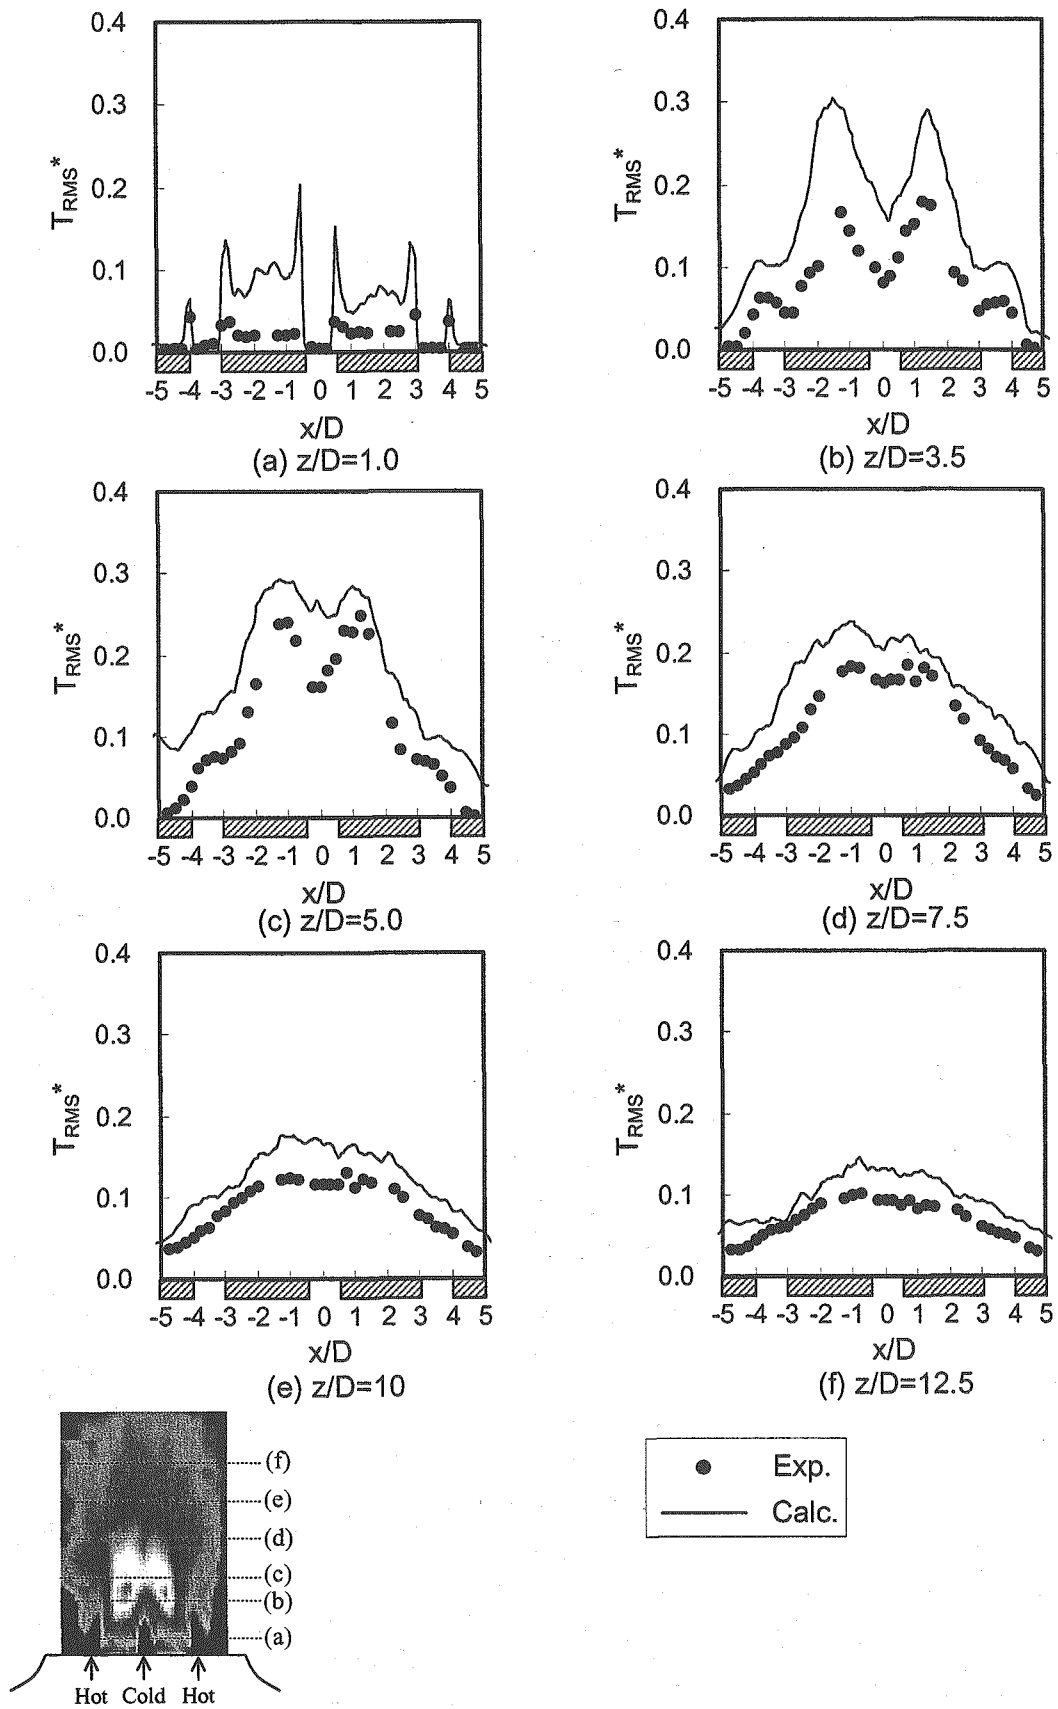 0.4
0.3
0.2
0.1
0.0
T_RMS*
-5 -4 -3 -2 -1 0 1 2 3 4 5
x/D
(a) z/D=1.0
0.4
0.3
0.2
0.1
0.0
T_RMS*
-5 -4 -3 -2 -1 0 1 2 3 4 5
x/D
(b) z/D=3.5
0.4
0.3
0.2
0.1
0.0
T_RMS*
-5 -4 -3 -2 -1 0 1 2 3 4 5
x/D
(c) z/D=5.0
0.4
0.3
0.2
0.1
0.0
T_RMS*
-5 -4 -3 -2 -1 0 1 2 3 4 5
x/D
(d) z/D=7.5
0.4
0.3
0.2
0.1
0.0
T_RMS*
-5 -4 -3 -2 -1 0 1 2 3 4 5
x/D
(e) z/D=10
0.4
0.3
0.2
0.1
0.0
T_RMS*
-5 -4 -3 -2 -1 0 1 2 3 4 5
x/D
(f) z/D=12.5
(f)
(e)
(d)
(c)
(b)
(a)
Hot Cold Hot
Exp.
Calc.